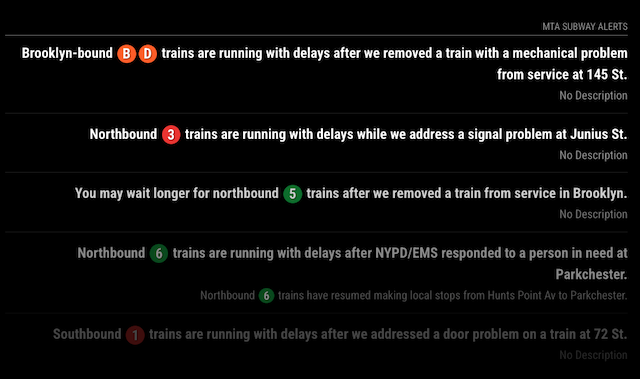 MTA SUBWAY ALERTS
Brooklyn-bound B D trains are running with delays after we removed a train with a mechanical problem
from service at 145 St.
No Description
Northbound 3 trains are running with delays while we address a signal problem at Junius St.
No Description
You may wait longer for northbound 5 trains after we removed a train from service in Brooklyn.
No Description
Northbound 6 trains are running with delays after NYPD/EMS responded to a person in need at
Parkchester.
Northbound 6 trains have resumed making local stops from Hunts Point Av to Parkchester.
Southbound 1 trains are running with delays after we addressed a door problem on a train at 72 St.
No Description